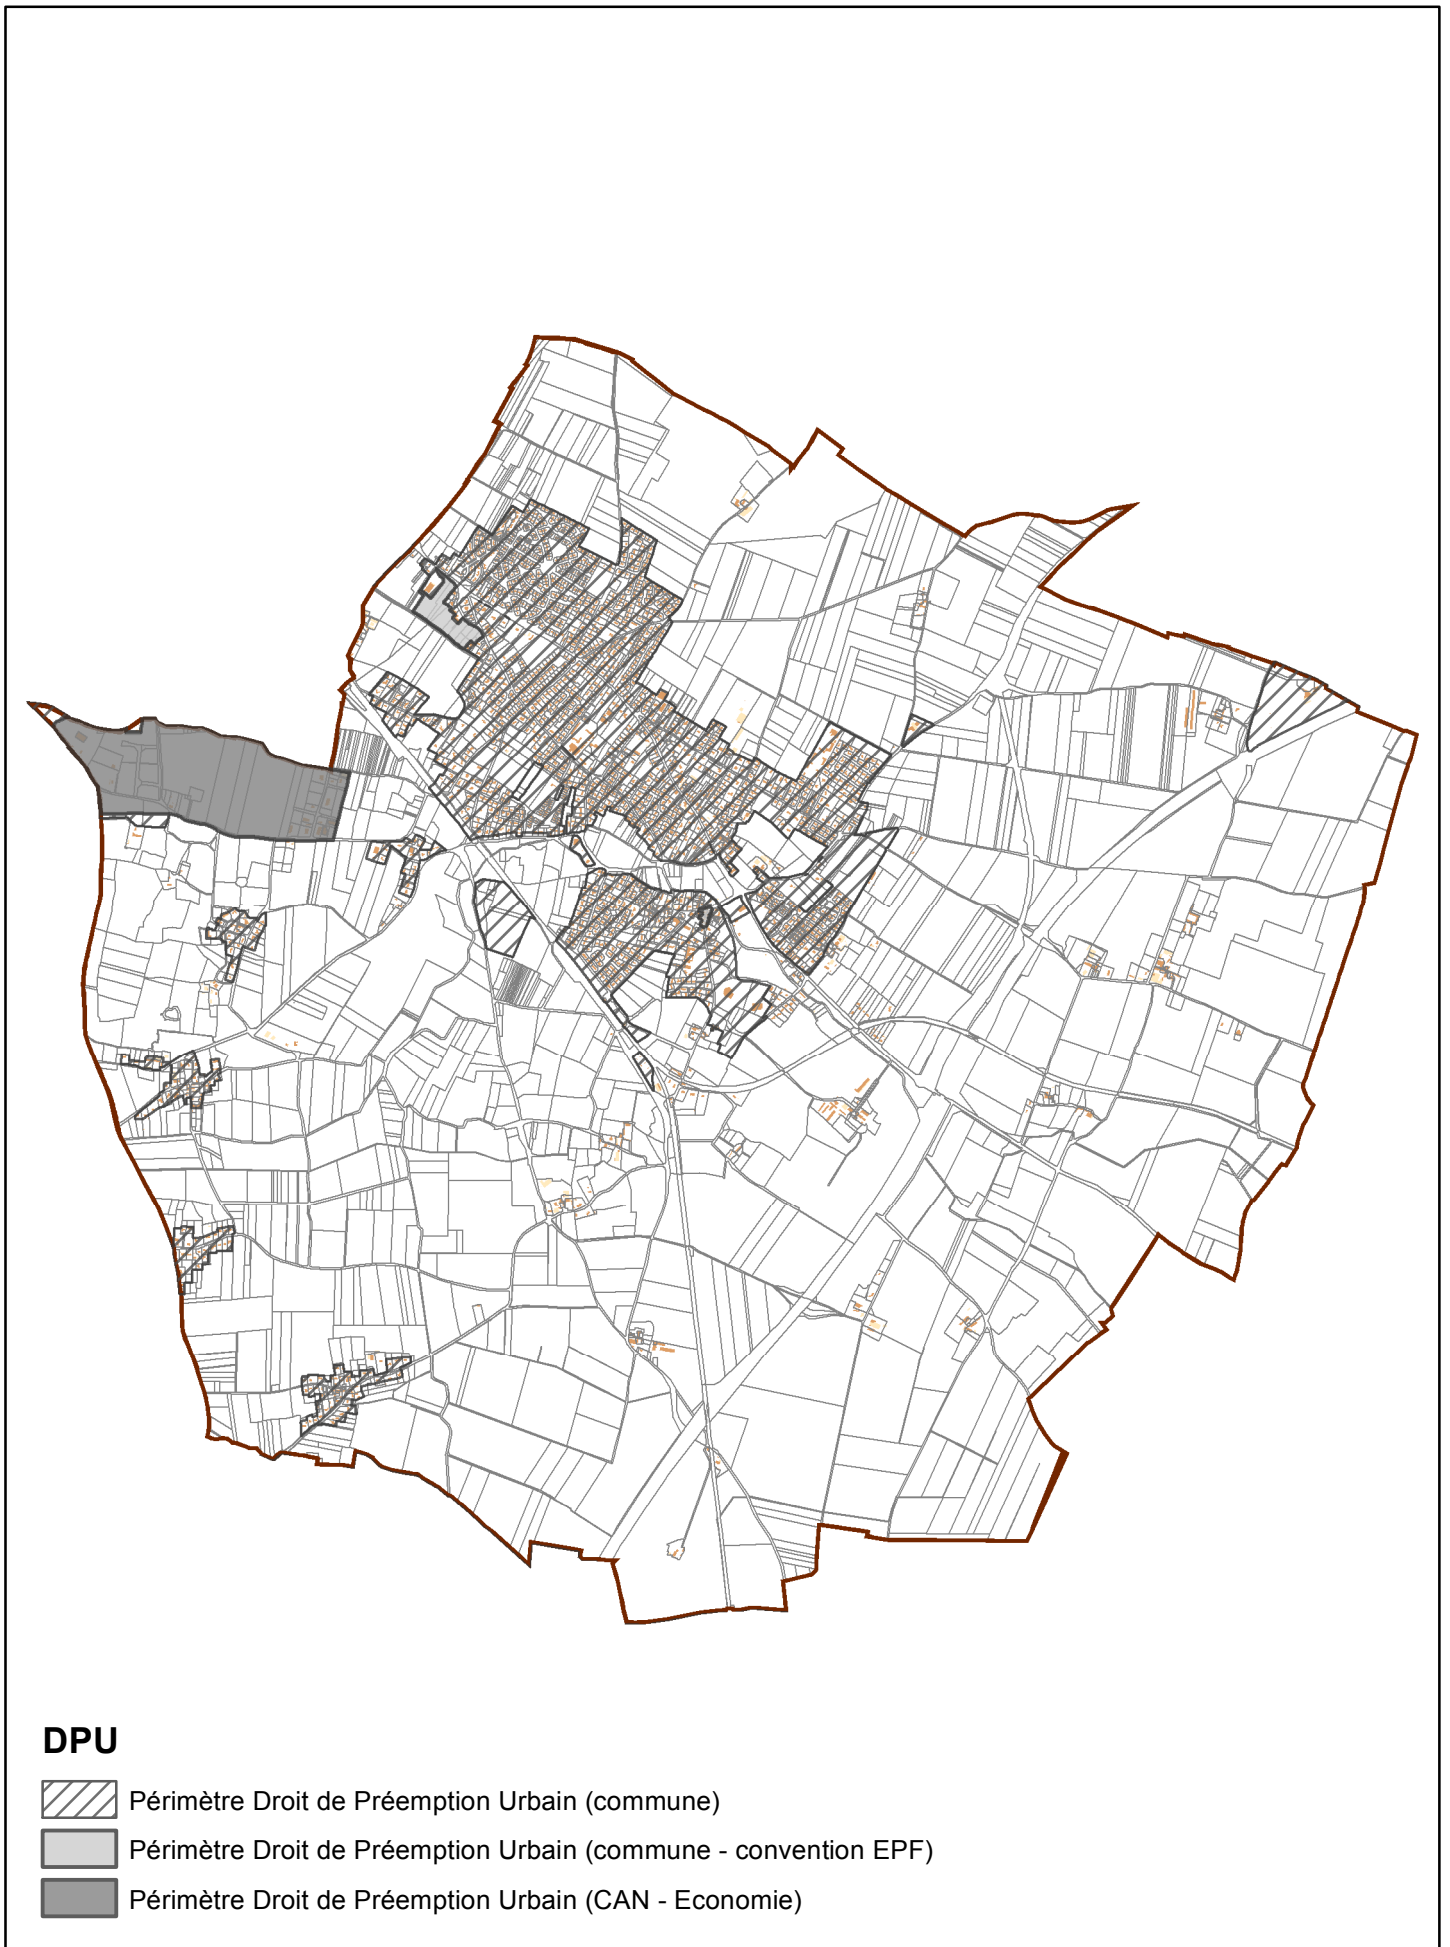 DPU
Périmètre Droit de Préemption Urbain (commune)
Périmètre Droit de Préemption Urbain (commune - convention EPF)
Périmètre Droit de Préemption Urbain (CAN - Economie)